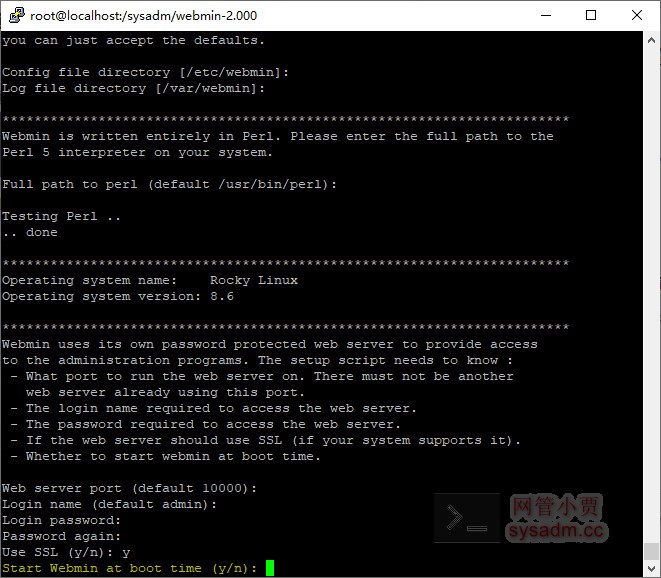 root@localhost:/sysadm/webmin-2.000
you can just accept the defaults.
Config file directory [/etc/webmin]:
Log file directory [/var/webmin]:
***********************************************************************
Webmin is written entirely in Perl. Please enter the full path to the
Perl 5 interpreter on your system.
Full path to perl (default /usr/bin/perl):
Testing Perl ..
.. done
***********************************************************************
Operating system name:    Rocky Linux
Operating system version: 8.6
***********************************************************************
Webmin uses its own password protected web server to provide access
to the administration programs. The setup script needs to know :
 - What port to run the web server on. There must not be another
   web server already using this port.
 - The login name required to access the web server.
 - The password required to access the web server.
 - If the web server should use SSL (if your system supports it).
 - Whether to start webmin at boot time.
Web server port (default 10000):
Login name (default admin):
Login password:
Password again:
Use SSL (y/n): y
Start Webmin at boot time (y/n):
>_
网管小贾
sysadm.cc